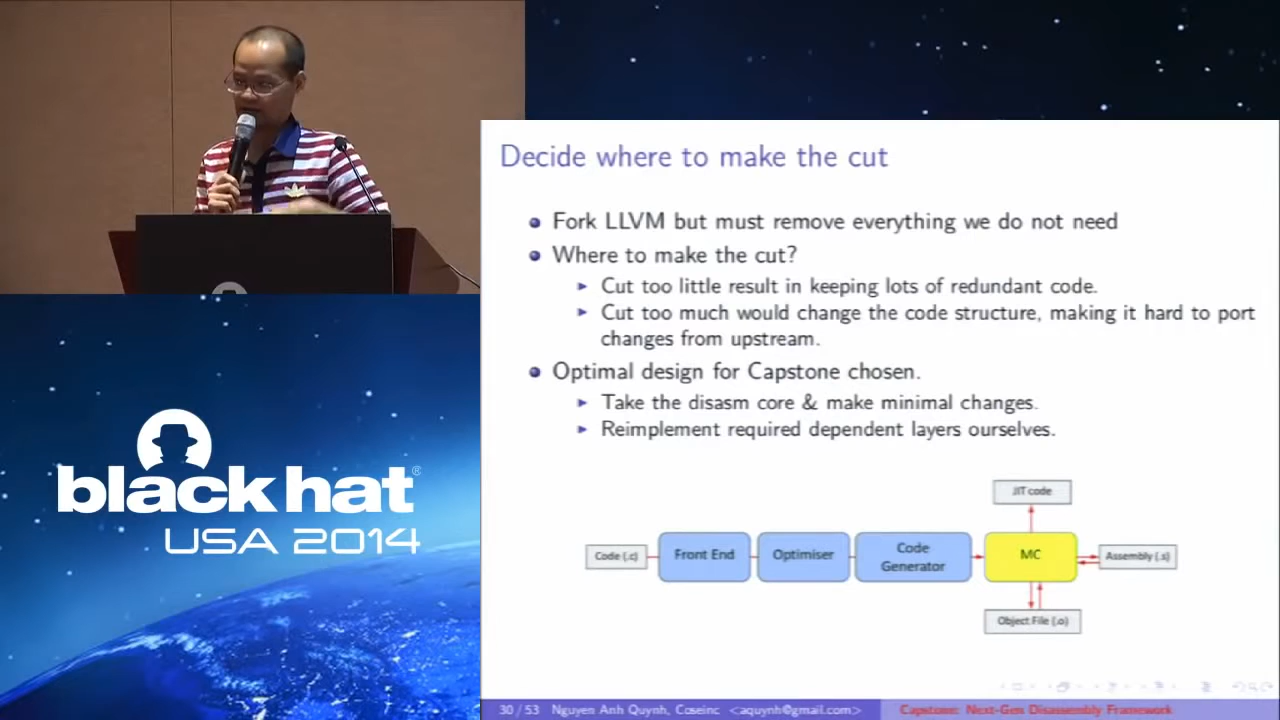 Decide where to make the cut
Fork LLVM but must remove everything we do not need
Where to make the cut?
Cut too little result in keeping lots of redundant code.
Cut too much would change the code structure, making it hard to port
changes from upstream.
Optimal design for Capstone chosen.
Take the disasm core & make minimal changes.
Reimplement required dependent layers ourselves.
JIT code
Code (.c)
Front End
Optimiser
Code
Generator
MC
Assembly (.s)
Object File (.o)
black hat®
USA 2014
30 / 53
Nguyen Anh Quynh, Coseinc <aquynh@gmail.com>
Capstone: Next-Gen Disassembly Framework